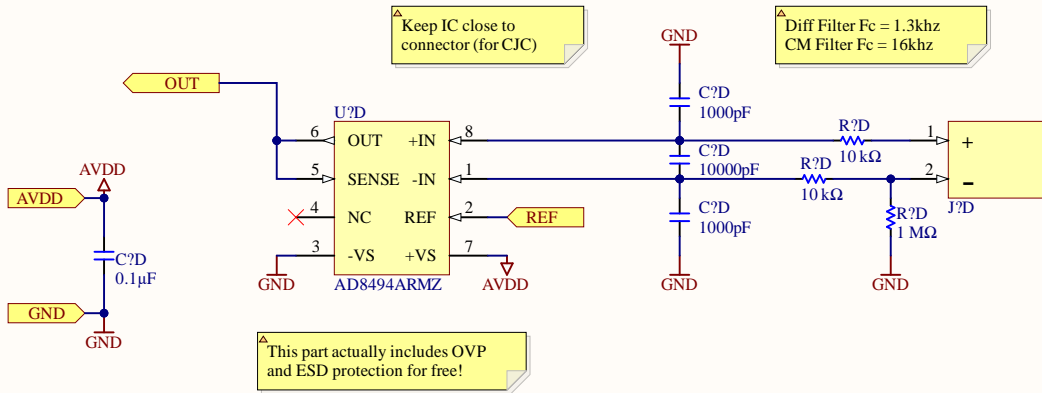 Keep IC close to
connector (for CJC)
Diff Filter Fc = 1.3khz
CM Filter Fc = 16khz
GND
OUT
C?D
1000pF
U?D
6 OUT +IN 8
R?D
10 kΩ
1 +
C?D
10000pF
R?D
10 kΩ
5 SENSE -IN 1
2 -
AVDD
AVDD
4 NC REF 2
REF
C?D
1000pF
R?D
1 MΩ
J?D
C?D
0.1µF
3 -VS +VS 7
GND
AD8494ARMZ
AVDD
GND
GND
GND
GND
This part actually includes OVP
and ESD protection for free!